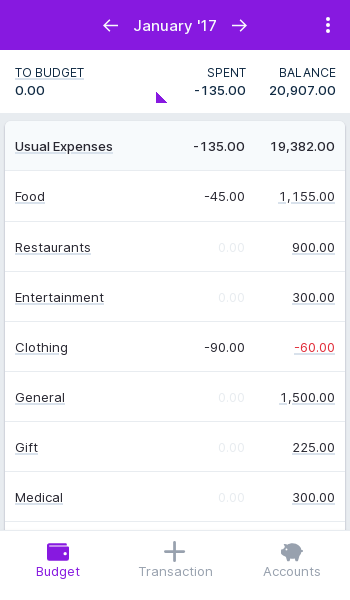 January '17
TO BUDGET SPENT BALANCE
0.00 -135.00 20,907.00
Usual Expenses -135.00 19,382.00
Food -45.00 1,155.00
Restaurants 0.00 900.00
Entertainment 0.00 300.00
Clothing -90.00 -60.00
General 0.00 1,500.00
Gift 0.00 225.00
Medical 0.00 300.00
Budget Transaction Accounts